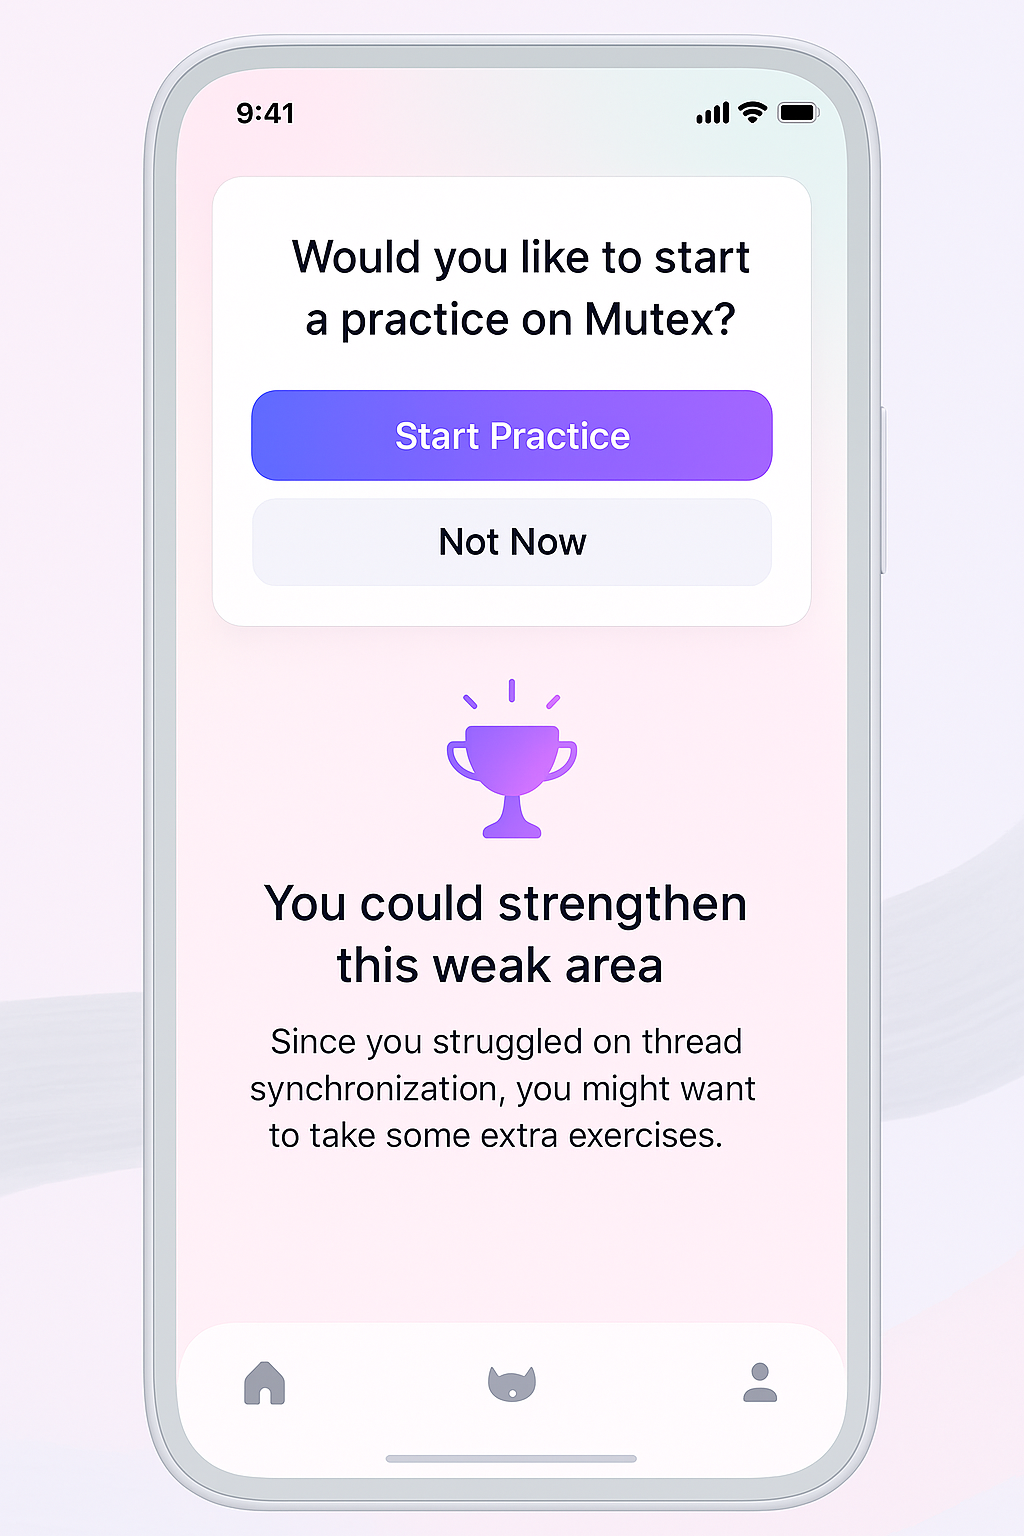 9:41
Would you like to start
a practice on Mutex?
Start Practice
Not Now
You could strengthen
this weak area
Since you struggled on thread
synchronization, you might want
to take some extra exercises.